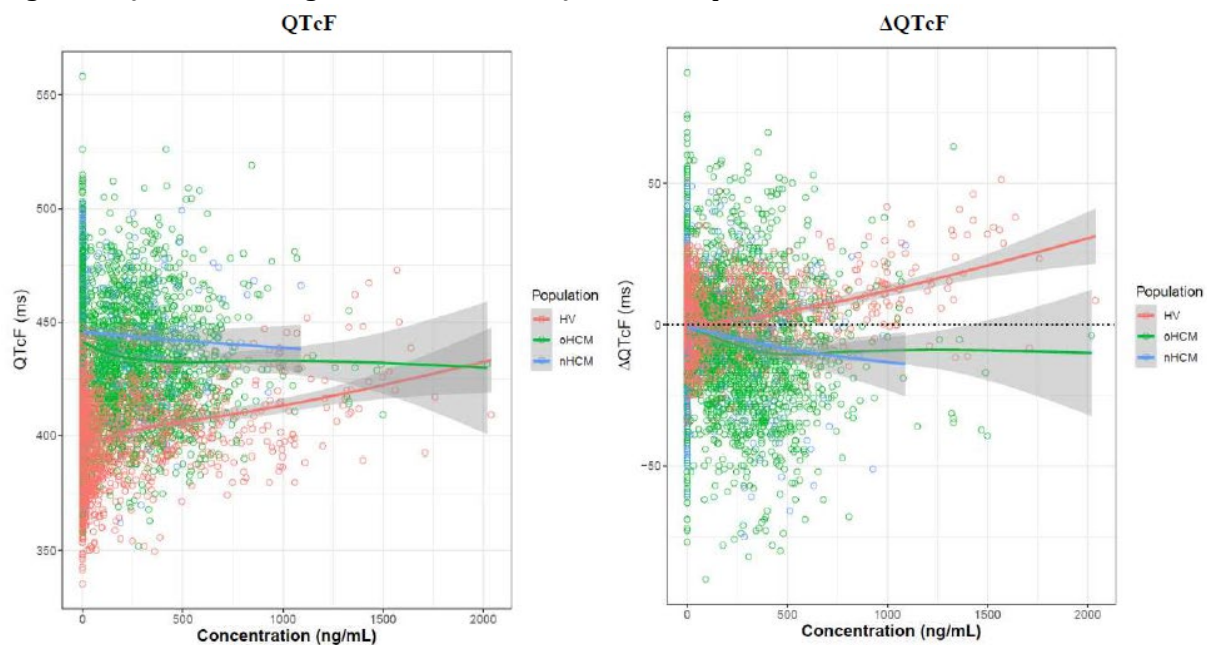 QTcF
ΔQTcF
550
500
450
400
350
QTcF (ms)
0
500
1000
1500
2000
Concentration (ng/mL)
Population
HV
oHCM
nHCM
50
0
−50
ΔQTcF (ms)
0
500
1000
1500
2000
Concentration (ng/mL)
Population
HV
oHCM
nHCM